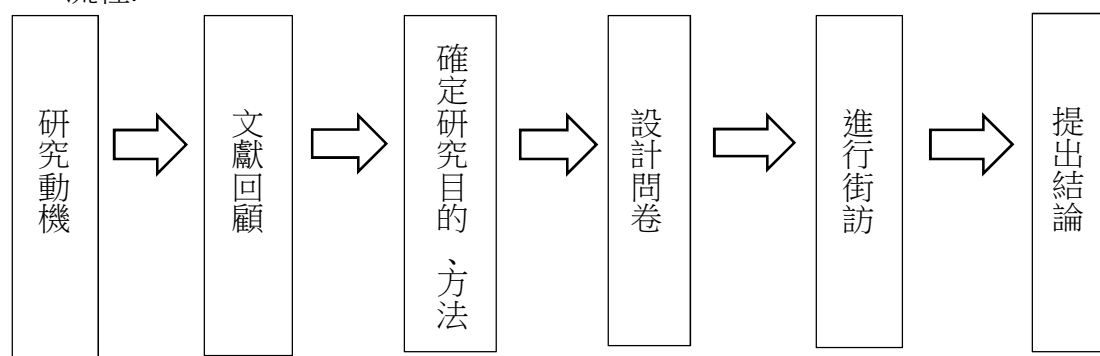 研究動機
文獻回顧
確定研究目的、方法
設計問卷
進行街訪
提出結論